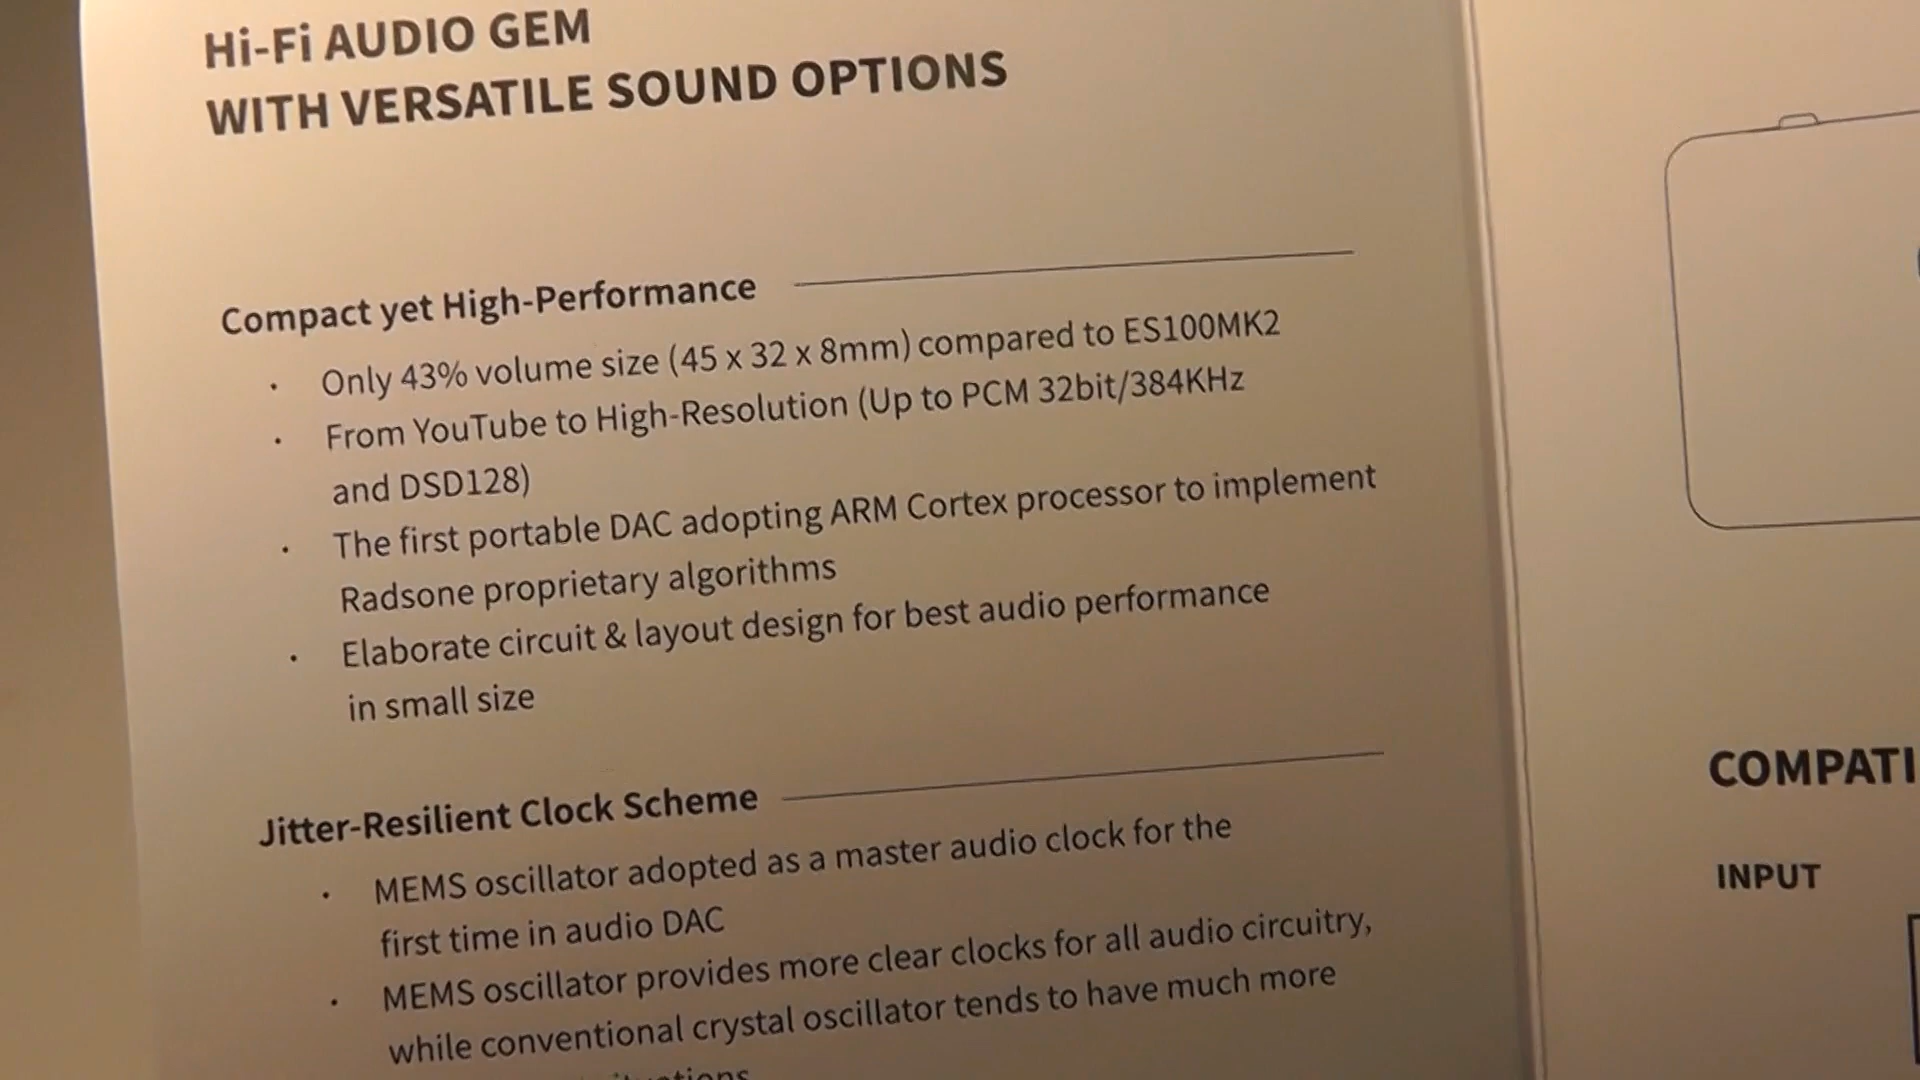 Hi-Fi AUDIO GEM
WITH VERSATILE SOUND OPTIONS
Compact yet High-Performance
· Only 43% volume size (45 x 32 x 8mm) compared to ES100MK2
· From YouTube to High-Resolution (Up to PCM 32bit/384KHz
and DSD128)
· The first portable DAC adopting ARM Cortex processor to implement
Radsone proprietary algorithms
· Elaborate circuit & layout design for best audio performance
in small size
Jitter-Resilient Clock Scheme
· MEMS oscillator adopted as a master audio clock for the
first time in audio DAC
· MEMS oscillator provides more clear clocks for all audio circuitry,
while conventional crystal oscillator tends to have much more
COMPATI
INPUT